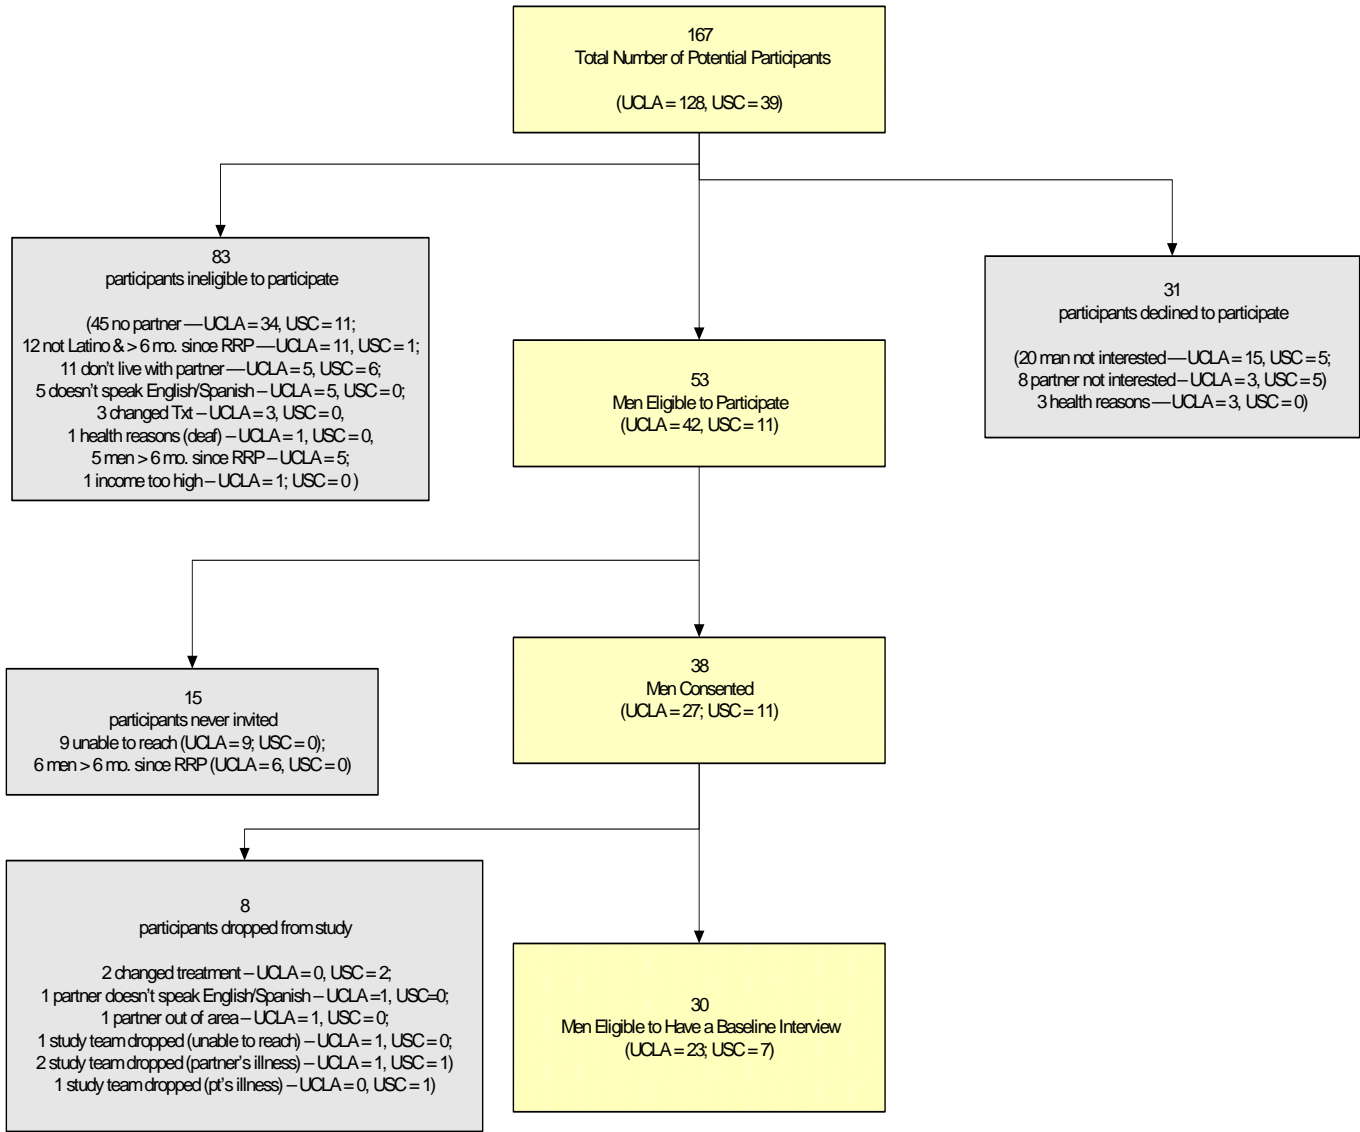 167
Total Number of Potential Participants
(UCLA = 128, USC = 39)
83
participants ineligible to participate
(45 no partner — UCLA = 34, USC = 11;
12 not Latino & > 6 mo. since RRP — UCLA = 11, USC = 1;
11 don't live with partner — UCLA = 5, USC = 6;
5 doesn't speak English/Spanish – UCLA = 5, USC = 0;
3 changed Txt – UCLA = 3, USC = 0,
1 health reasons (deaf) – UCLA = 1, USC = 0,
5 men > 6 mo. since RRP – UCLA = 5;
1 income too high – UCLA = 1; USC = 0 )
31
participants declined to participate
(20 man not interested — UCLA = 15, USC = 5;
8 partner not interested – UCLA = 3, USC = 5)
3 health reasons — UCLA = 3, USC = 0)
53
Men Eligible to Participate
(UCLA = 42, USC = 11)
15
participants never invited
9 unable to reach (UCLA = 9; USC = 0);
6 men > 6 mo. since RRP (UCLA = 6, USC = 0)
38
Men Consented
(UCLA = 27; USC = 11)
8
participants dropped from study
2 changed treatment – UCLA = 0, USC = 2;
1 partner doesn't speak English/Spanish – UCLA =1, USC=0;
1 partner out of area – UCLA = 1, USC = 0;
1 study team dropped (unable to reach) – UCLA = 1, USC = 0;
2 study team dropped (partner's illness) – UCLA = 1, USC = 1)
1 study team dropped (pt's illness) – UCLA = 0, USC = 1)
30
Men Eligible to Have a Baseline Interview
(UCLA = 23; USC = 7)